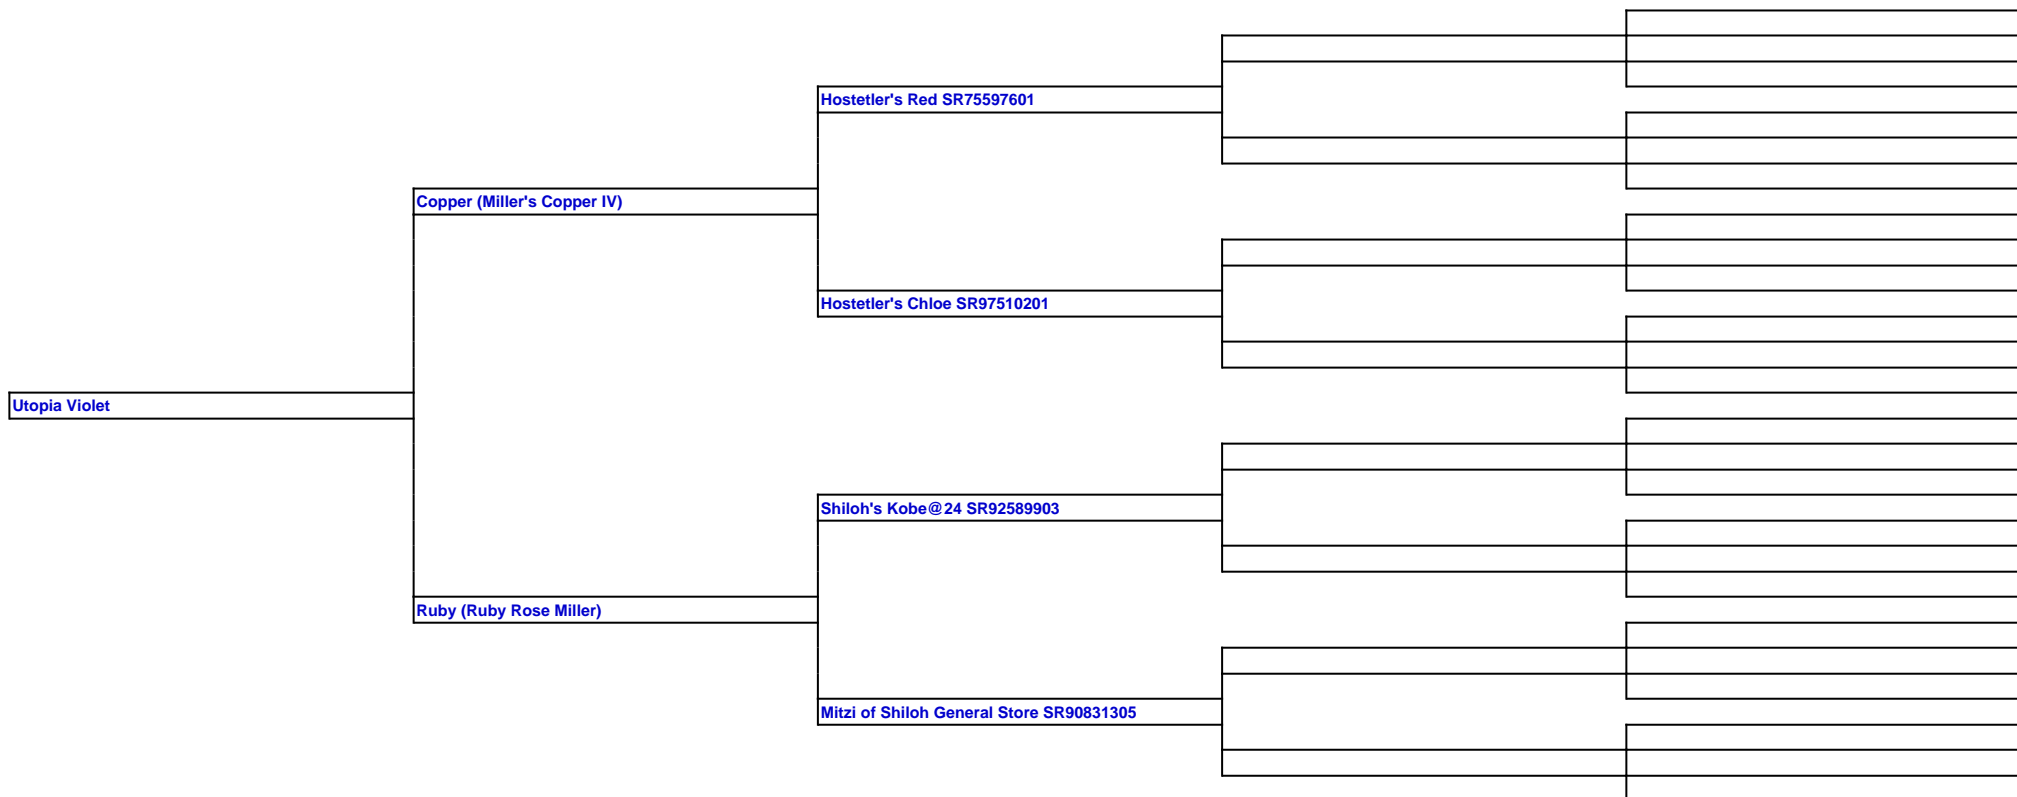 Hostetler's Red SR75597601
Copper (Miller's Copper IV)
Hostetler's Chloe SR97510201
Utopia Violet
Shiloh's Kobe@24 SR92589903
Ruby (Ruby Rose Miller)
Mitzi of Shiloh General Store SR90831305